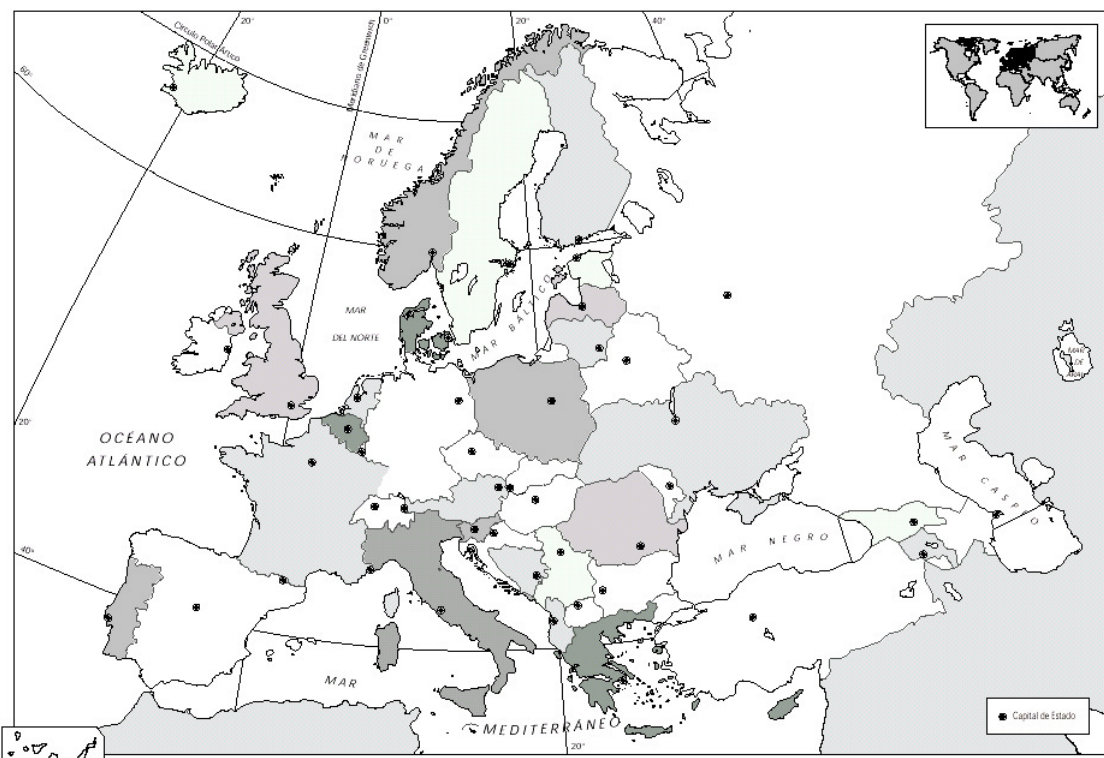 20°
0°
20°
40°
Círculo Polar Ártico
Meridiano de Greenwich
60°
MAR
DE
NORUEGA
MAR
DEL NORTE
MAR BÁLTICO
MAR
DE
ARAL
20°
OCÉANO
ATLÁNTICO
MAR CASPIO
MAR NEGRO
40°
MAR
MEDITERRÁNEO
Capital de Estado
20°